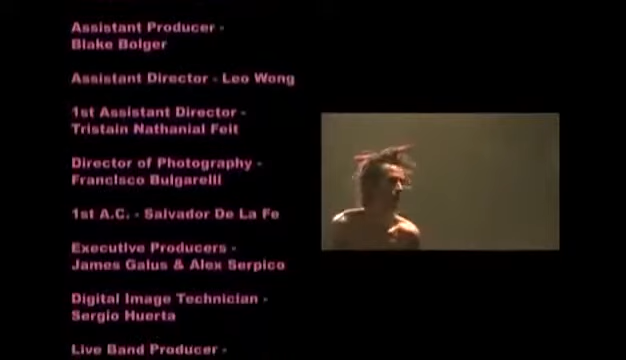 Assistant Producer -
Blake Bolger
Assistant Director - Leo Wong
1st Assistant Director -
Tristain Nathanial Feit
Director of Photography -
Francisco Bulgarelli
1st A.C. - Salvador De La Fe
Executive Producers -
James Galus & Alex Serpico
Digital Image Technician -
Sergio Huerta
Live Band Producer -